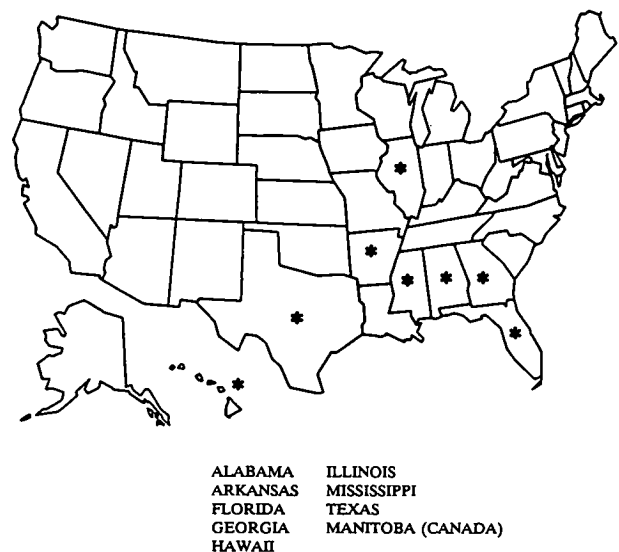 ALABAMA ILLINOIS
ARKANSAS MISSISSIPPI
FLORIDA TEXAS
GEORGIA MANITOBA (CANADA)
HAWAII